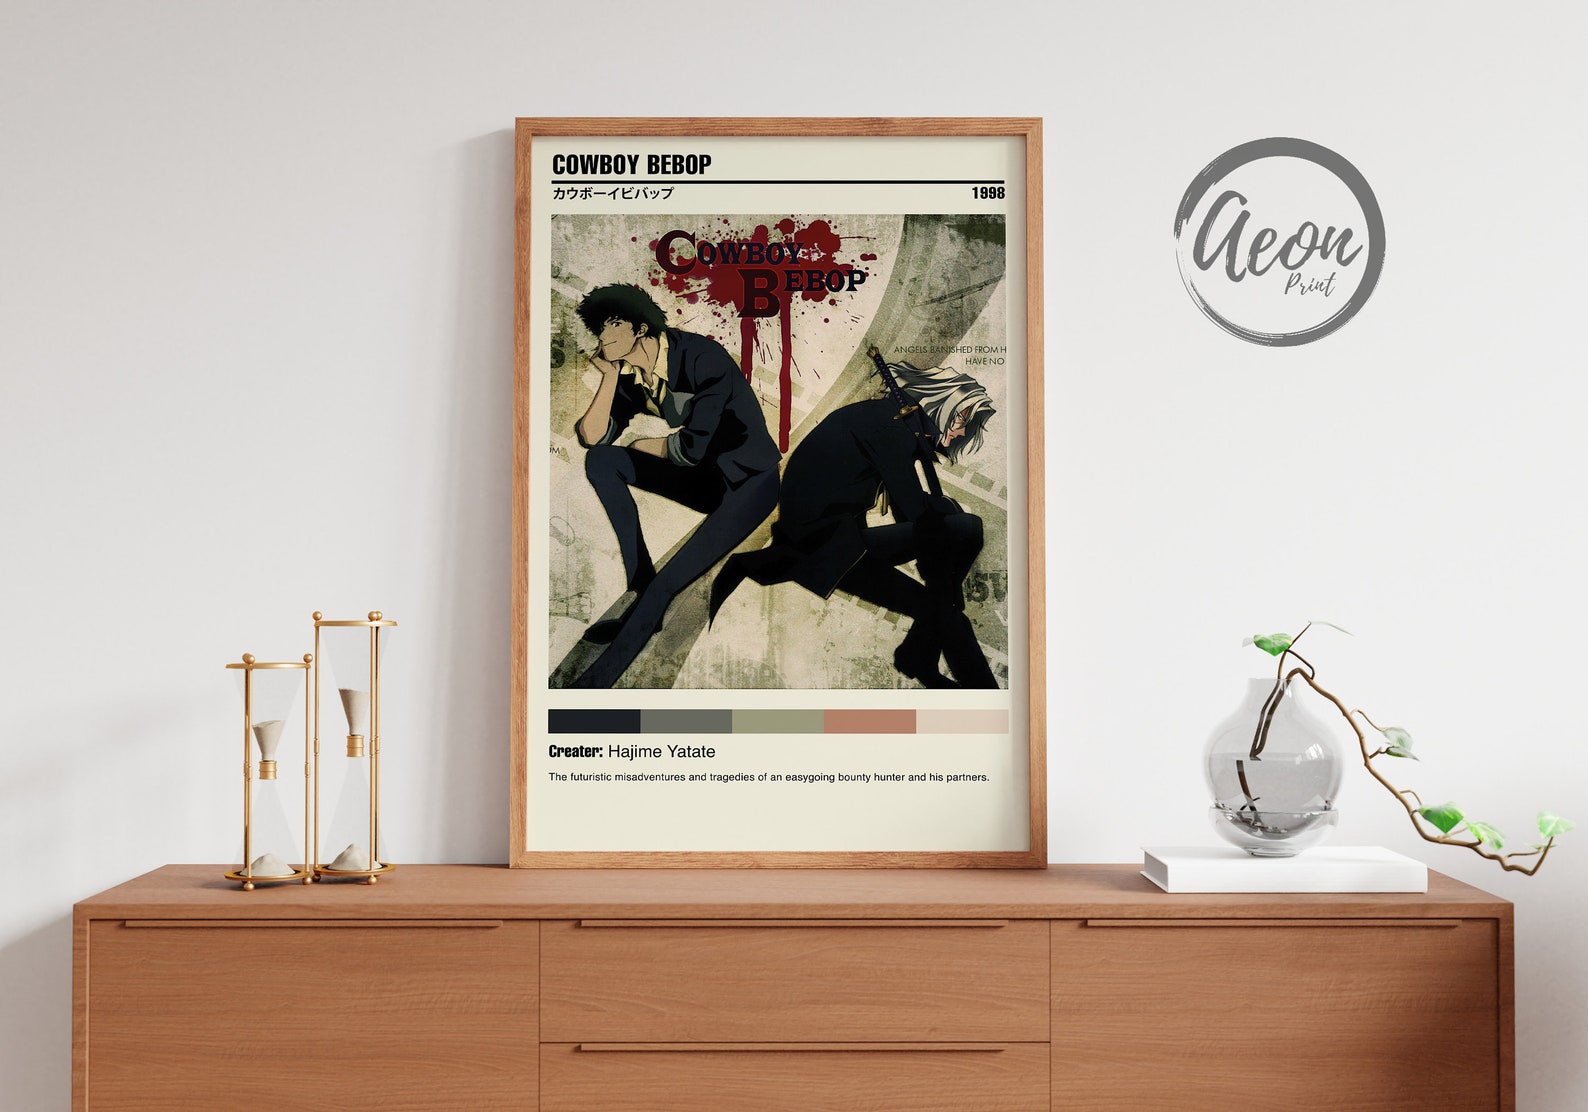 COWBOY BEBOP
カウボーイビバップ
1998
COWBOY
BEBOP
ANGELS BANISHED FROM H
HAVE NO
OM
Creater: Hajime Yatate
The futuristic misadventures and tragedies of an easygoing bounty hunter and his partners.
Aeon
Print